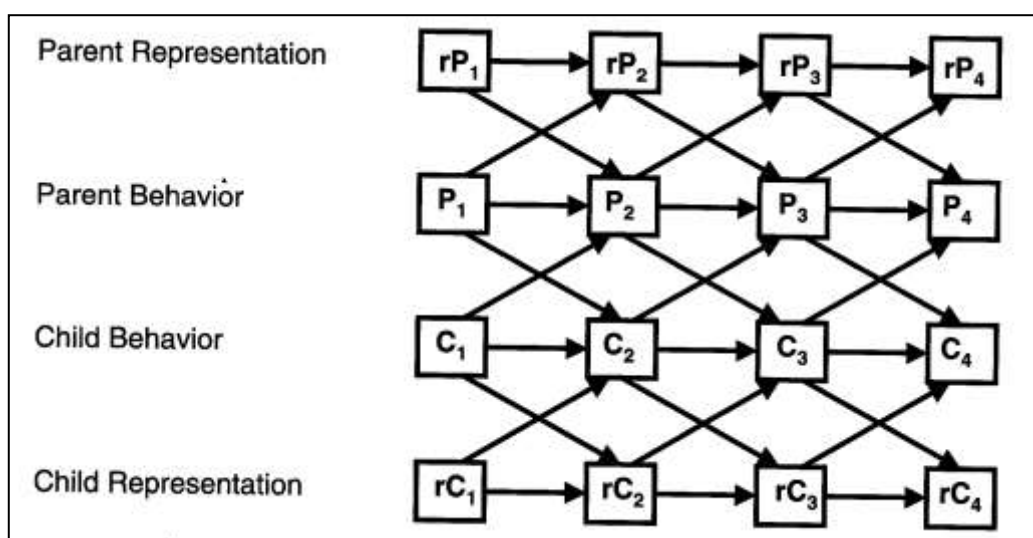 Parent Representation rP₁ rP₂ rP₃ rP₄
Parent Behavior P₁ P₂ P₃ P₄
Child Behavior C₁ C₂ C₃ C₄
Child Representation rC₁ rC₂ rC₃ rC₄